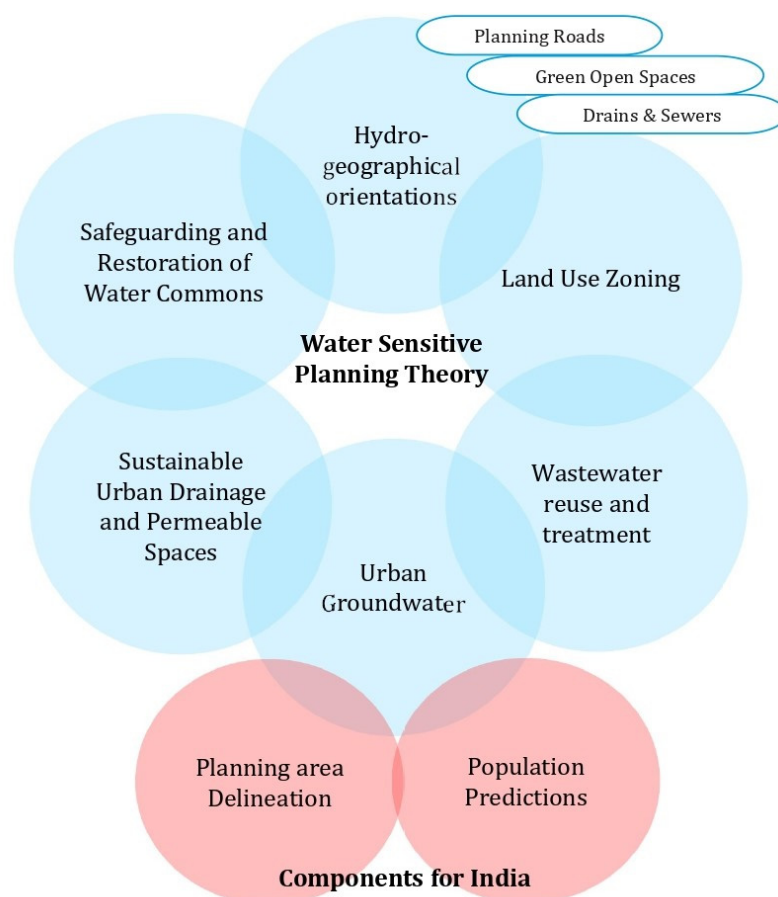 Planning Roads
Green Open Spaces
Drains & Sewers
Hydro-
geographical
orientations
Safeguarding and
Restoration of
Water Commons
Land Use Zoning
Water Sensitive
Planning Theory
Sustainable
Urban Drainage
and Permeable
Spaces
Wastewater
reuse and
treatment
Urban
Groundwater
Planning area
Delineation
Population
Predictions
Components for India